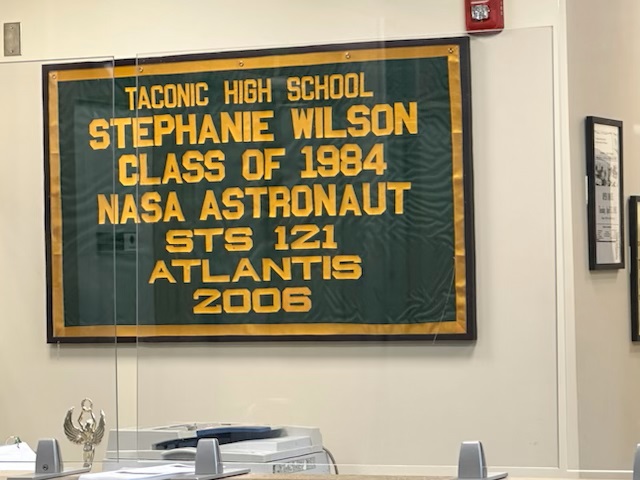 TACONIC HIGH SCHOOL
STEPHANIE WILSON
CLASS OF 1984
NASA ASTRONAUT
STS 121
ATLANTIS
2006